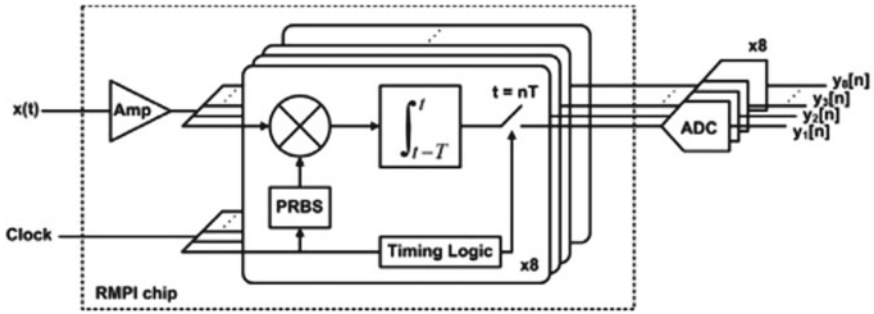 x8
y8[n]
x(t)
Amp
t = nT
y3[n]
y2[n]
ADC
y1[n]
∫ t t−T
PRBS
Clock
Timing Logic
x8
RMPI chip